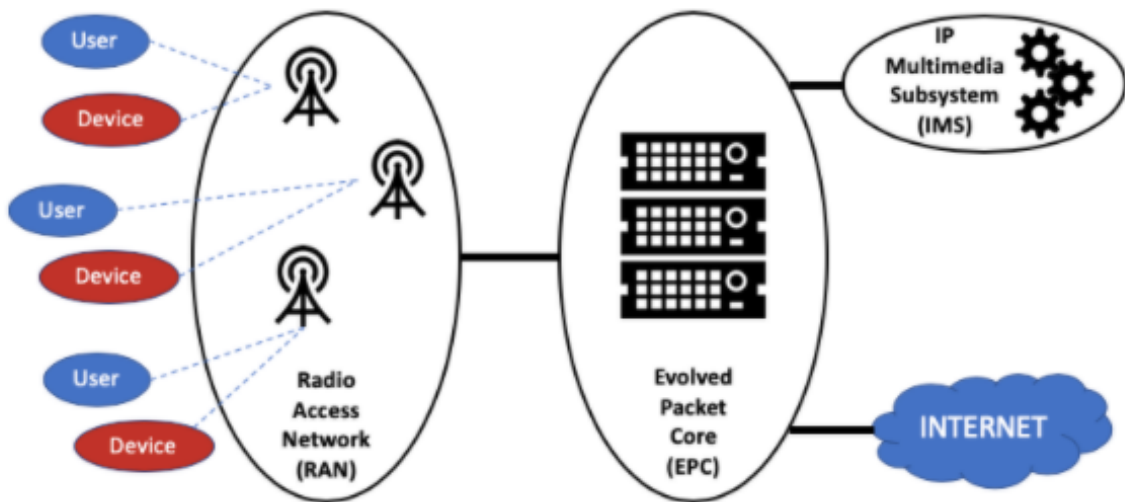 User
Device
User
Device
User
Device
Radio
Access
Network
(RAN)
Evolved
Packet
Core
(EPC)
IP
Multimedia
Subsystem
(IMS)
INTERNET